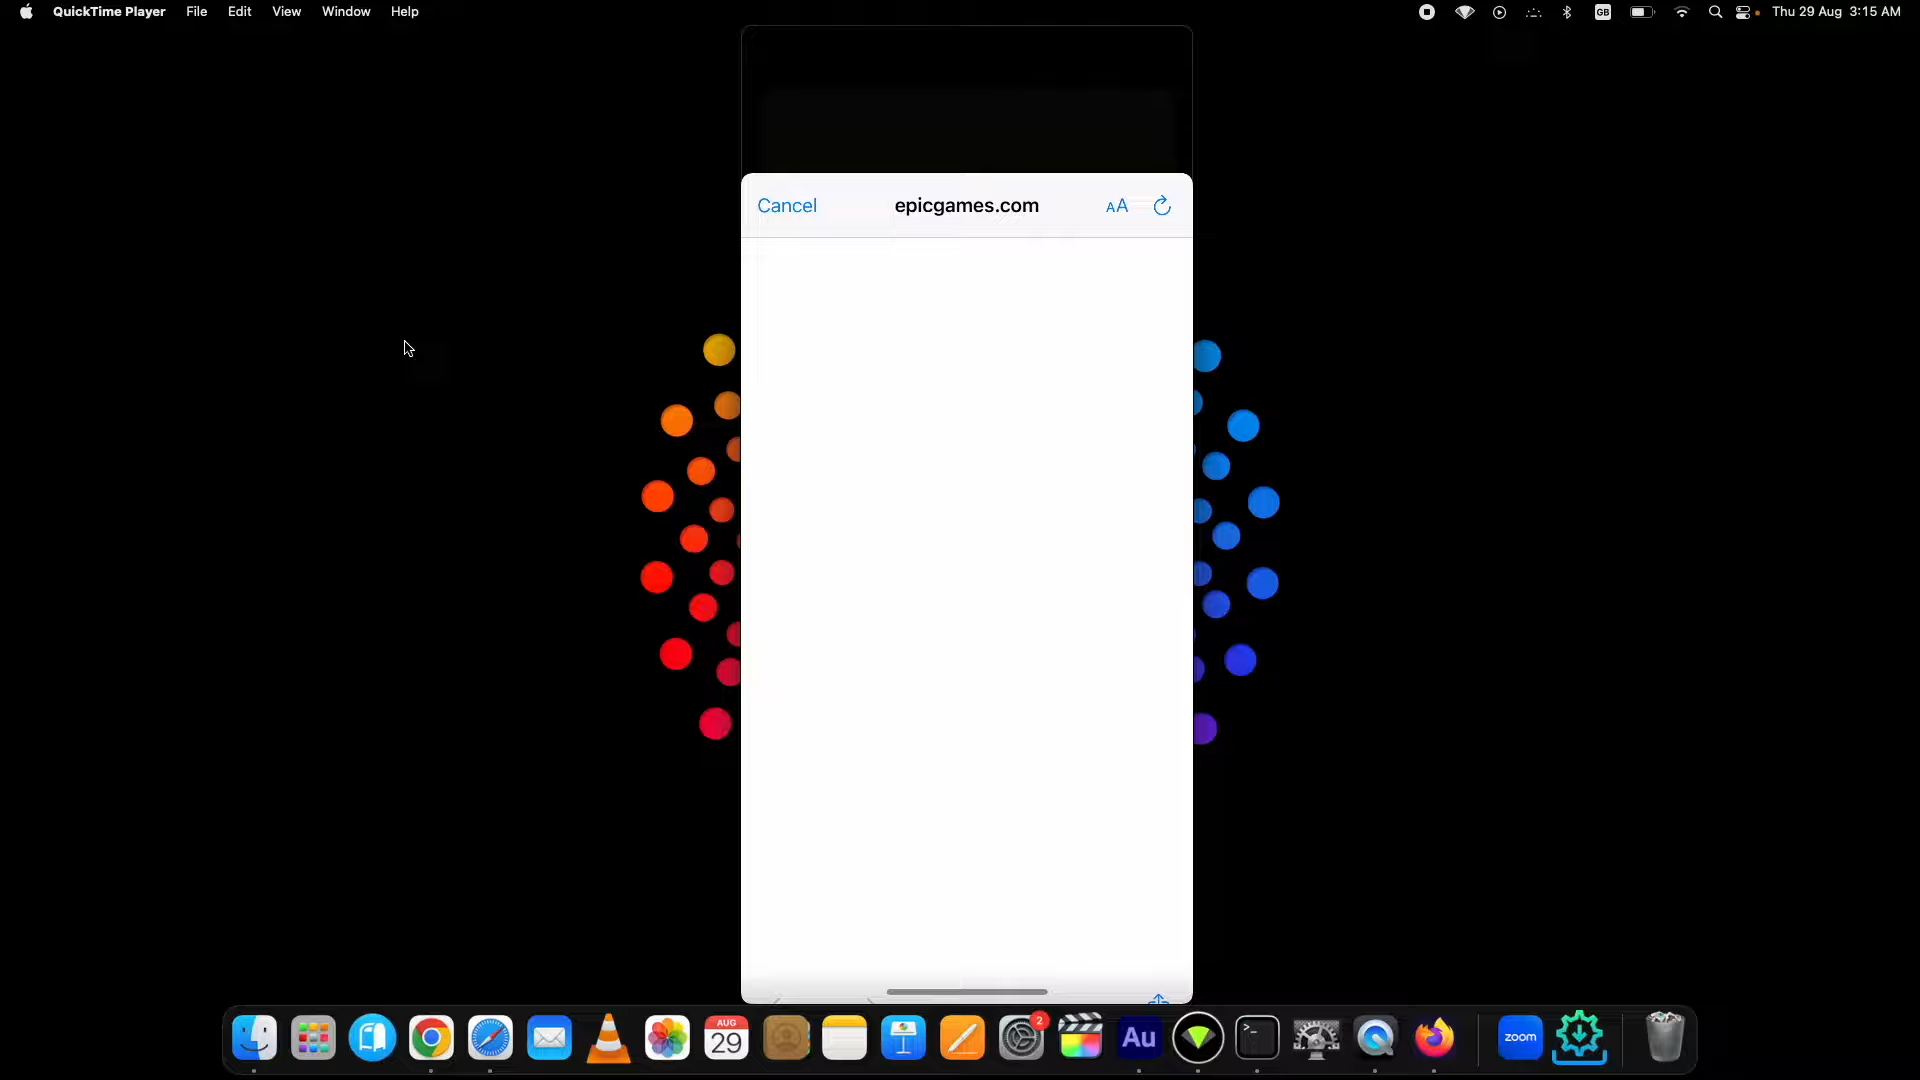 QuickTime Player File Edit View Window Help GB Thu 29 Aug 3:15 AM
Cancel epicgames.com AA
AUG
29
2
Au
>_
zoom